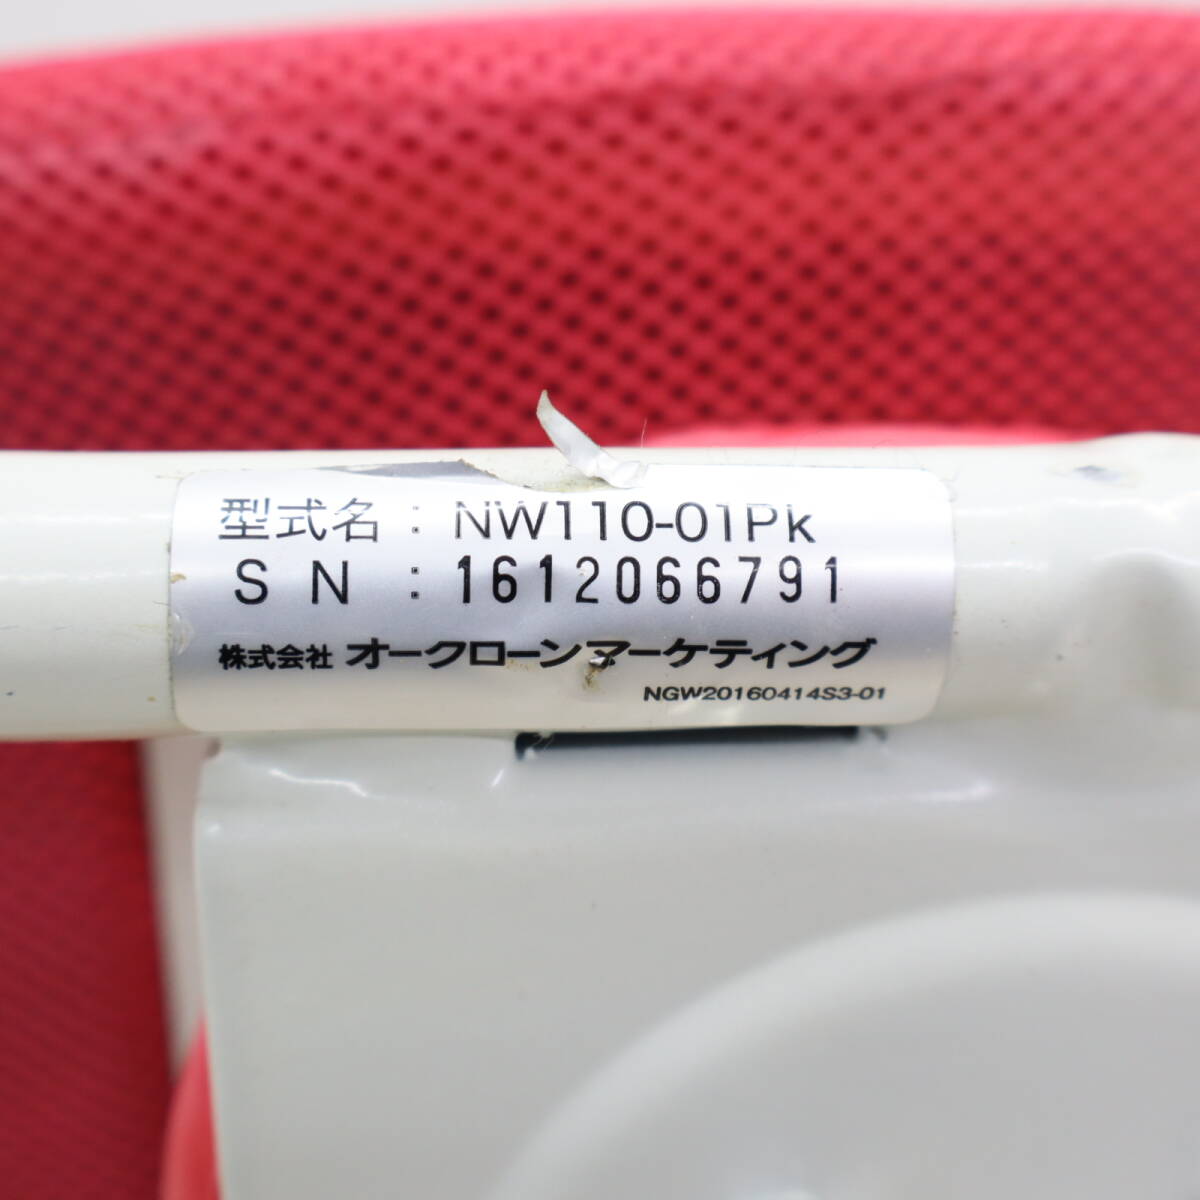 型式名 : NW110-01Pk
S N : 1612066791
株式会社 オークローンマーケティング
NGW20160414S3-01